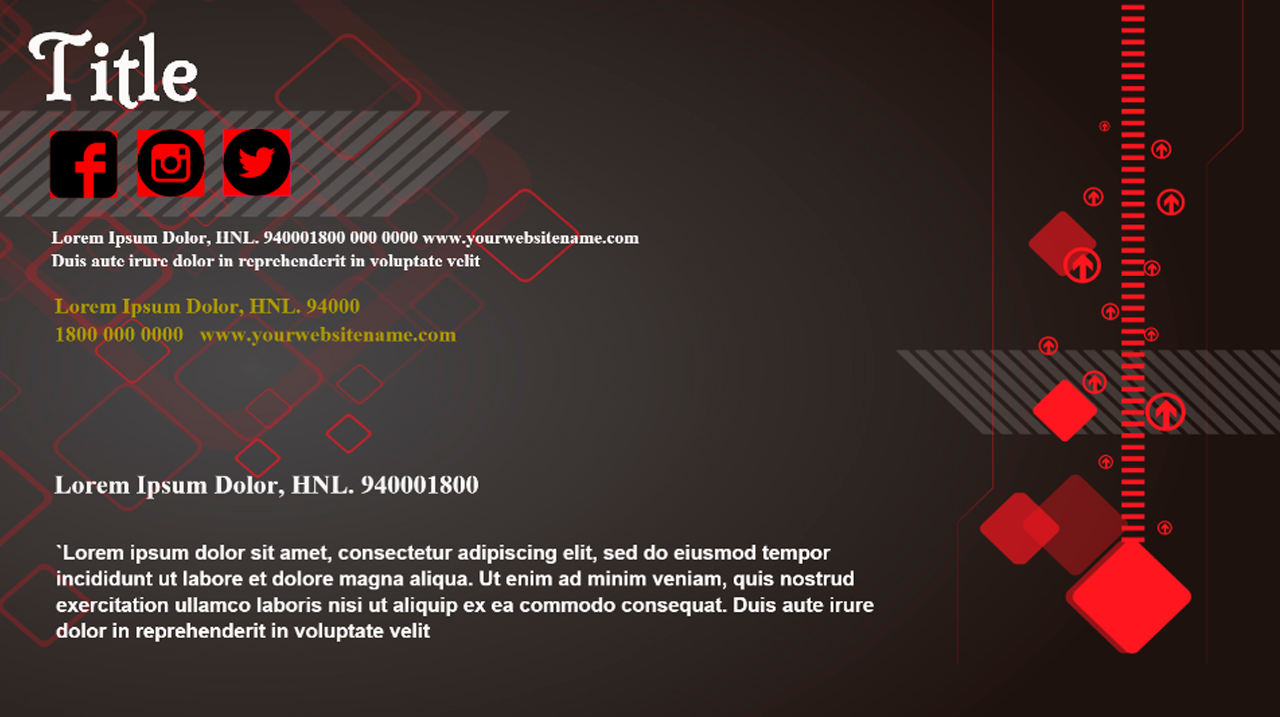 Title
Lorem Ipsum Dolor, HNL. 940001800 000 0000 www.yourwebsitename.com
Duis aute irure dolor in reprehenderit in voluptate velit
Lorem Ipsum Dolor, HNL. 94000
1800 000 0000 www.yourwebsitename.com
Lorem Ipsum Dolor, HNL. 940001800
`Lorem ipsum dolor sit amet, consectetur adipiscing elit, sed do eiusmod tempor
incididunt ut labore et dolore magna aliqua. Ut enim ad minim veniam, quis nostrud
exercitation ullamco laboris nisi ut aliquip ex ea commodo consequat. Duis aute irure
dolor in reprehenderit in voluptate velit